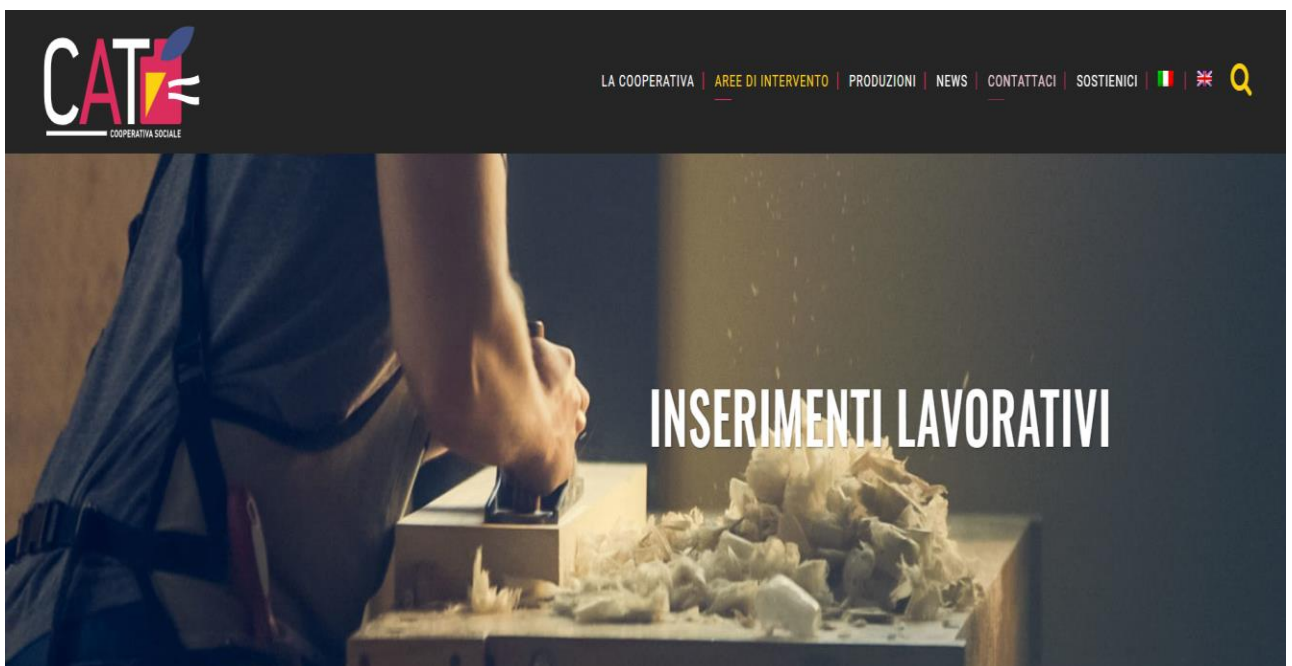 CAT
COOPERATIVA SOCIALE
LA COOPERATIVA | AREE DI INTERVENTO | PRODUZIONI | NEWS | CONTATTACI | SOSTIENICI
INSERIMENTI LAVORATIVI